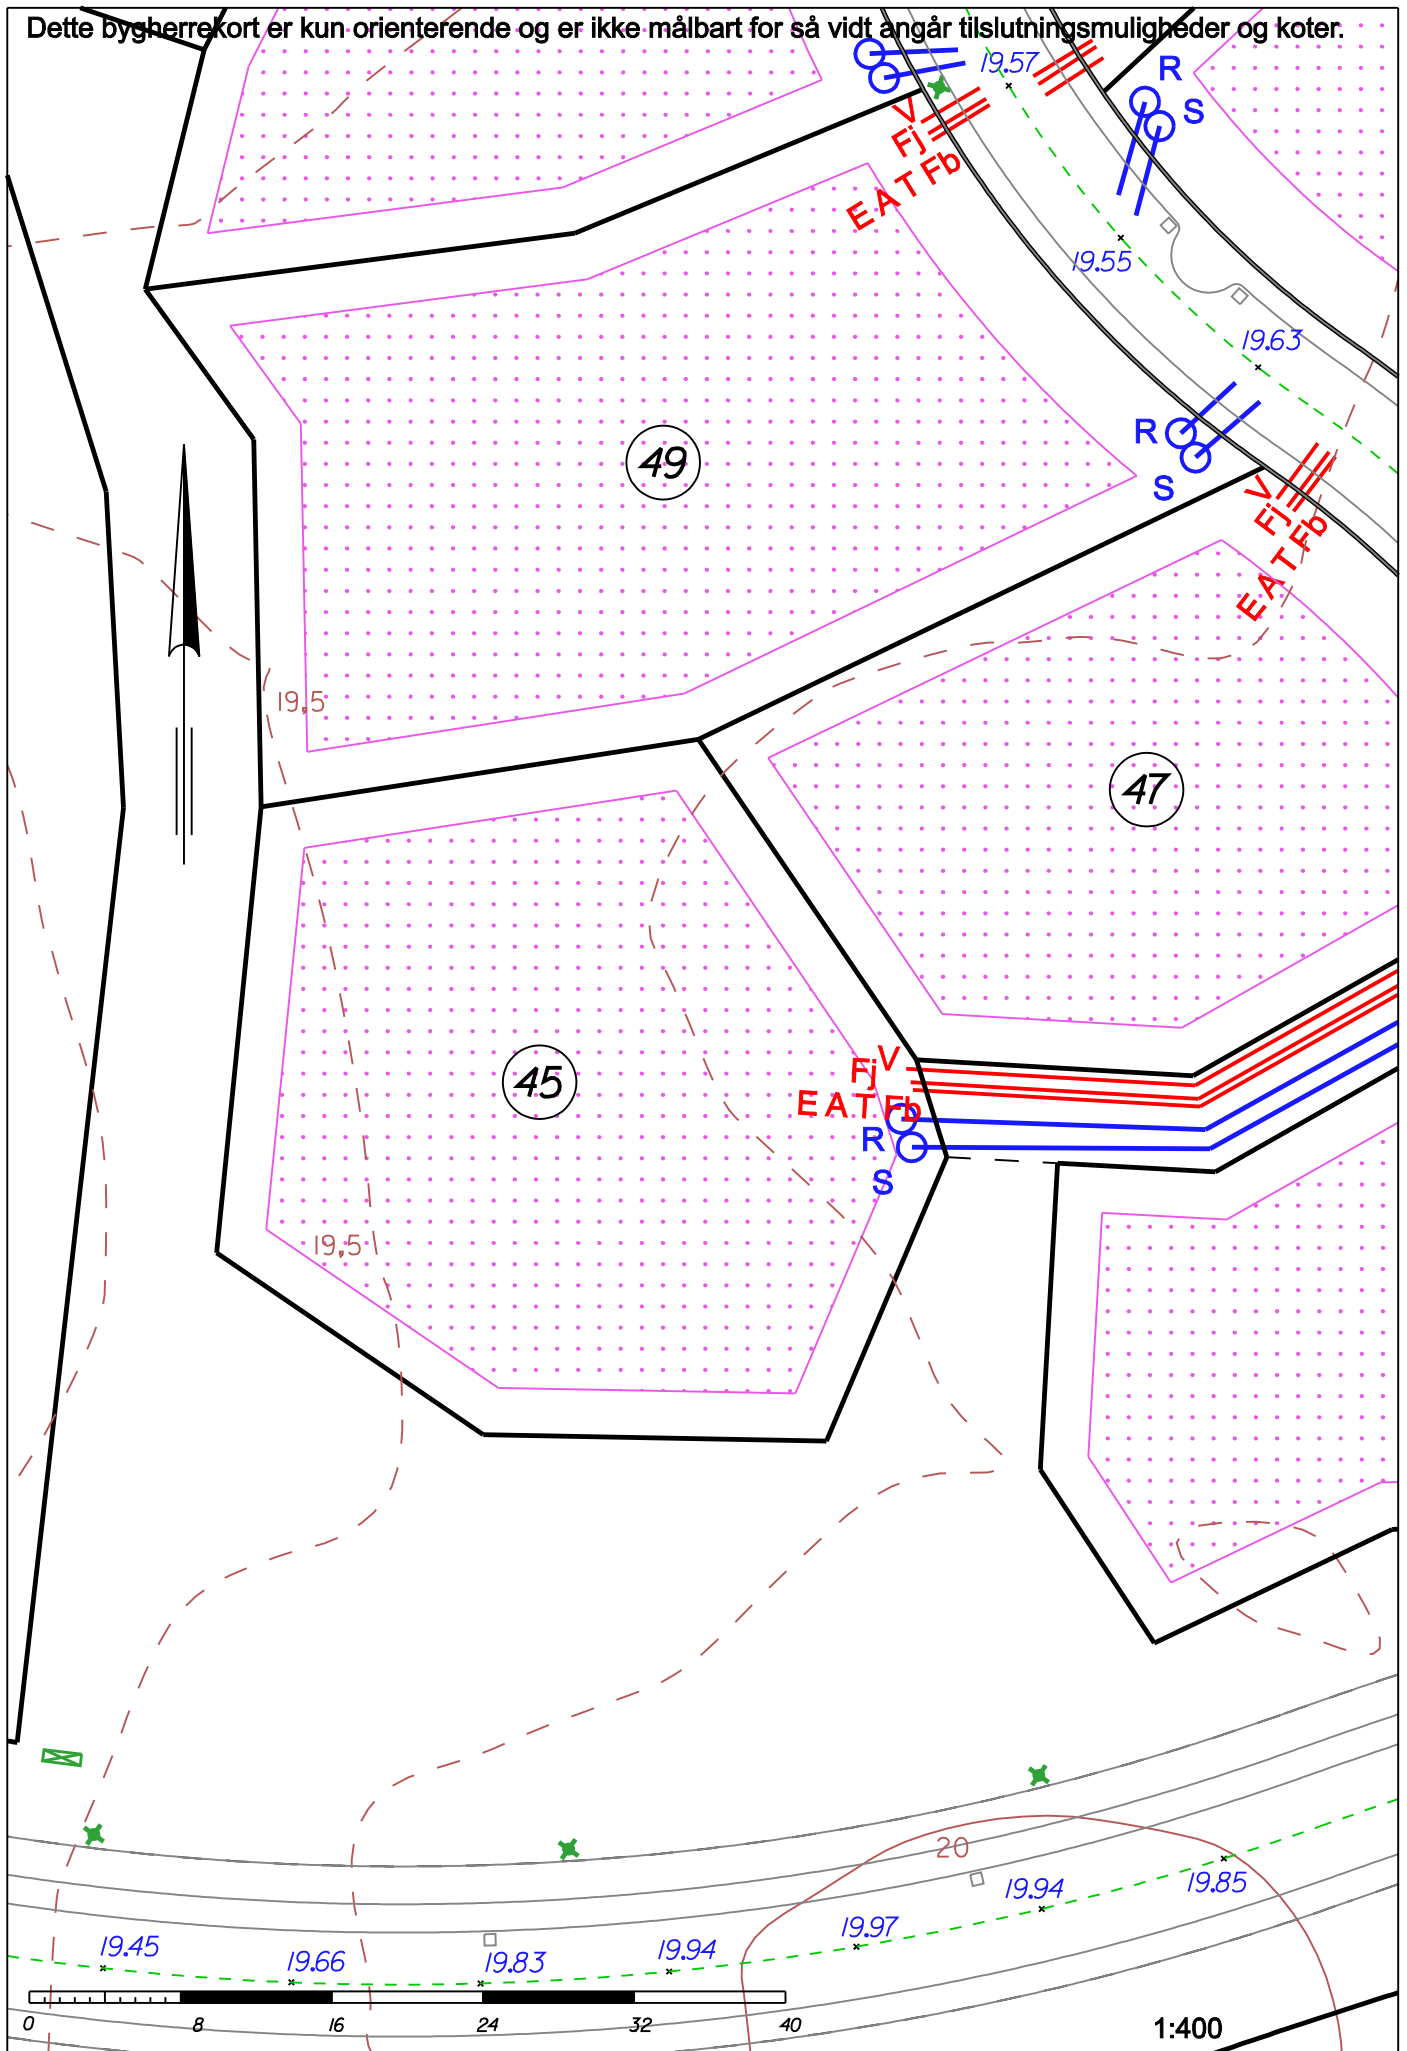 Dette bygherrekort er kun orienterende og er ikke målbart for så vidt angår tilslutningsmuligheder og koter.
19.57
R
S
V
Fj
E A T Fb
19.55
19.63
R
S
49
V
Fj
E A T Fb
19,5
47
45
V
Fj
E A T Fb
R
S
19,5
20
19.94
19.85
19.97
19.94
19.83
19.66
19.45
0 8 16 24 32 40
1:400